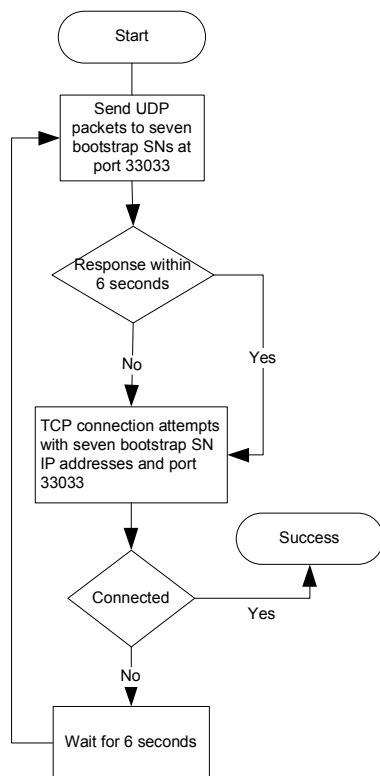 Start
Send UDP
packets to seven
bootstrap SNs at
port 33033
Response within
6 seconds
No
Yes
TCP connection attempts
with seven bootstrap SN
IP addresses and port
33033
Success
Connected
Yes
No
Wait for 6 seconds